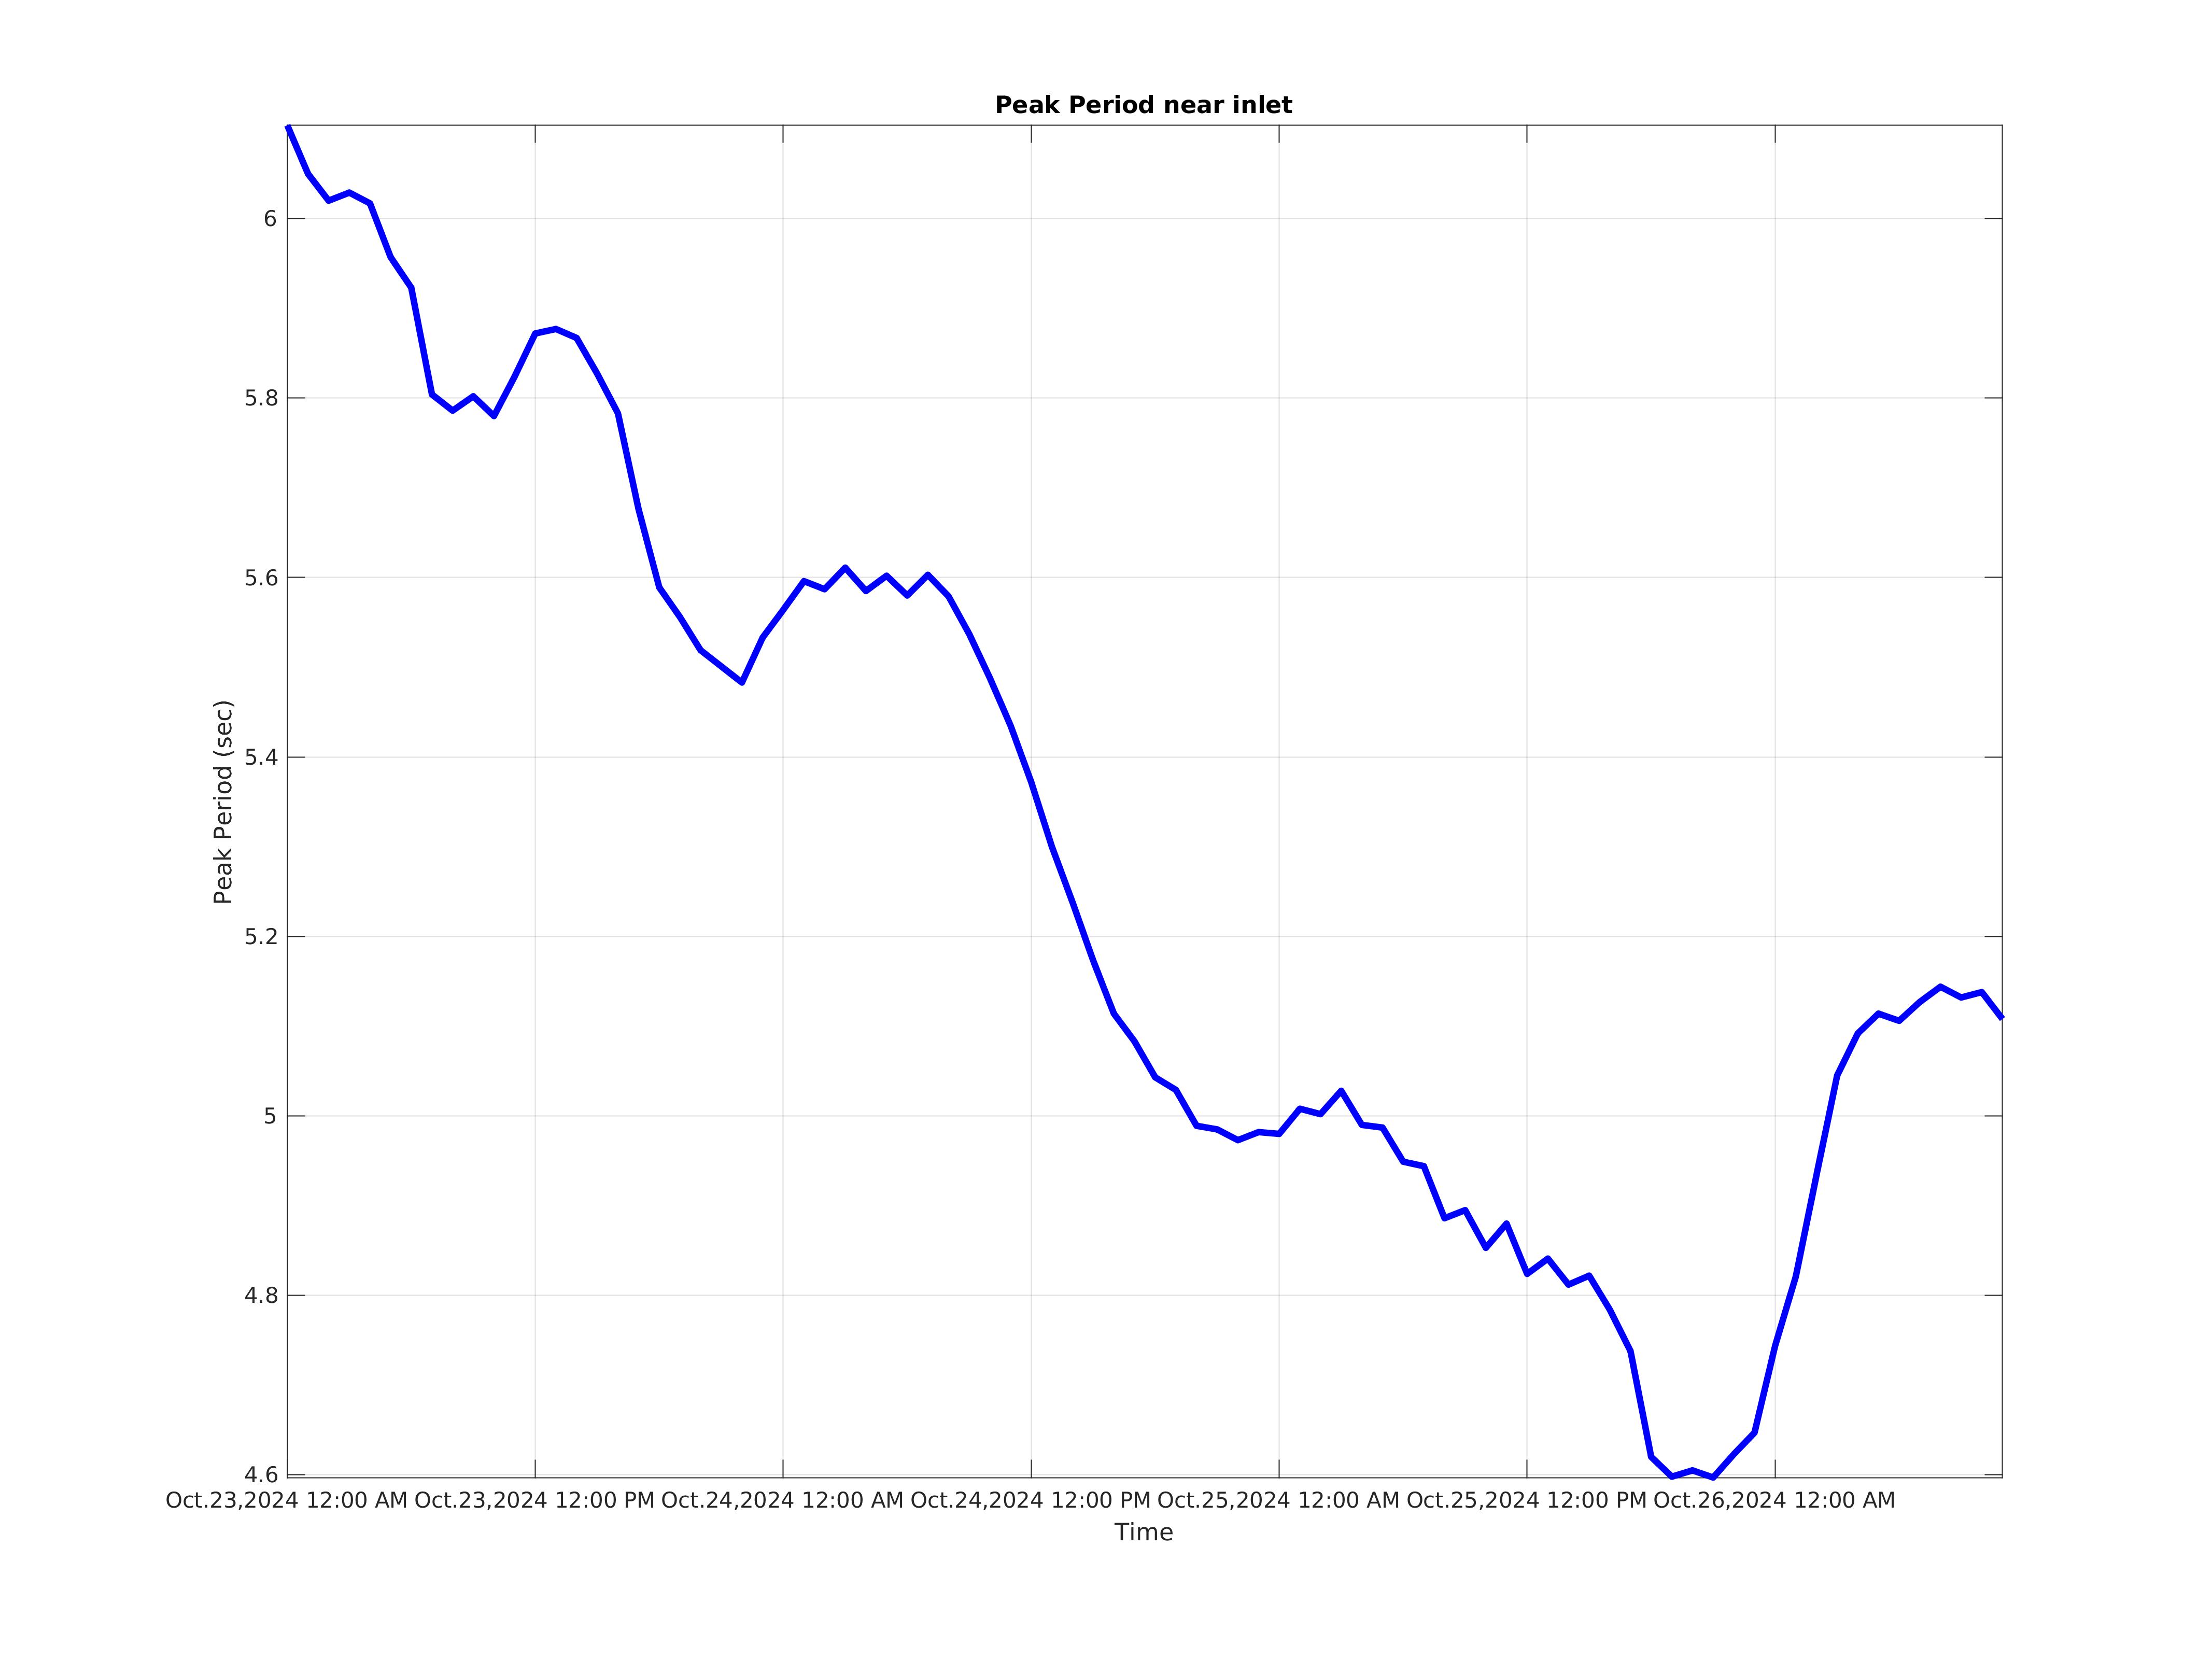 Peak Period near inlet
Peak Period (sec)
6
5.8
5.6
5.4
5.2
5
4.8
4.6
Oct.23,2024 12:00 AM Oct.23,2024 12:00 PM Oct.24,2024 12:00 AM Oct.24,2024 12:00 PM Oct.25,2024 12:00 AM Oct.25,2024 12:00 PM Oct.26,2024 12:00 AM
Time